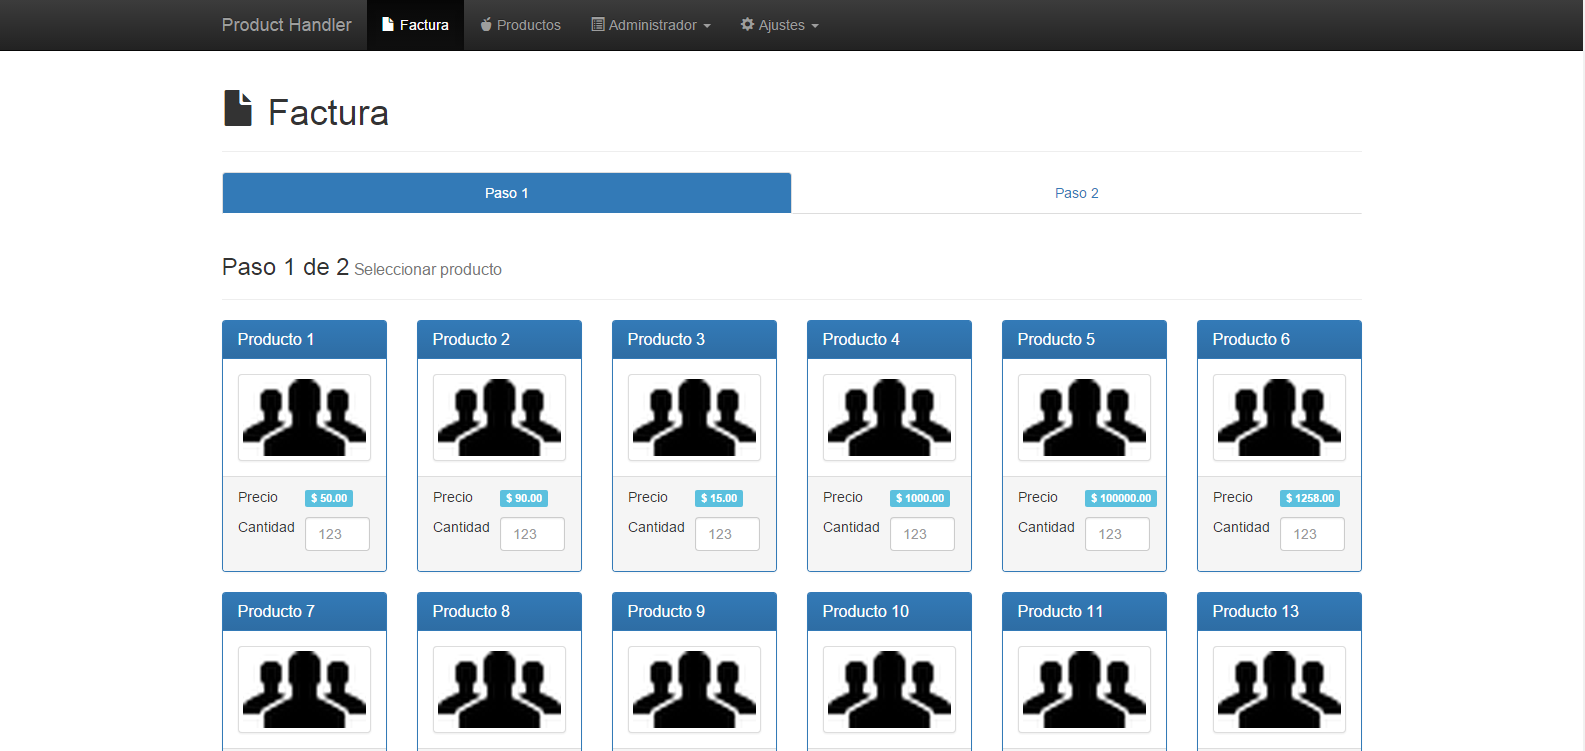 Product Handler Factura Productos Administrador Ajustes
Factura
Paso 1 Paso 2
Paso 1 de 2 Seleccionar producto
Producto 1 Producto 2 Producto 3 Producto 4 Producto 5 Producto 6
Precio $ 50.00 Precio $ 90.00 Precio $ 15.00 Precio $ 1000.00 Precio $ 100000.00 Precio $ 1258.00
Cantidad 123 Cantidad 123 Cantidad 123 Cantidad 123 Cantidad 123 Cantidad 123
Producto 7 Producto 8 Producto 9 Producto 10 Producto 11 Producto 13